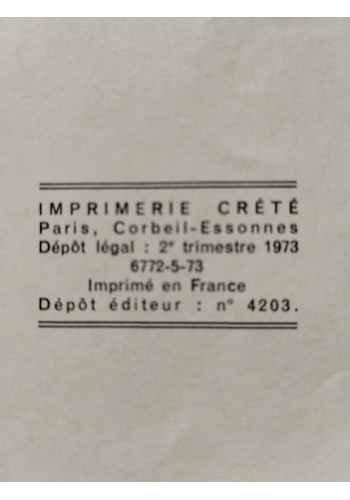 IMPRIMERIE CRÉTÉ
Paris, Corbeil-Essonnes
Dépôt légal : 2e trimestre 1973
6772-5-73
Imprimé en France
Dépôt éditeur : n° 4203.